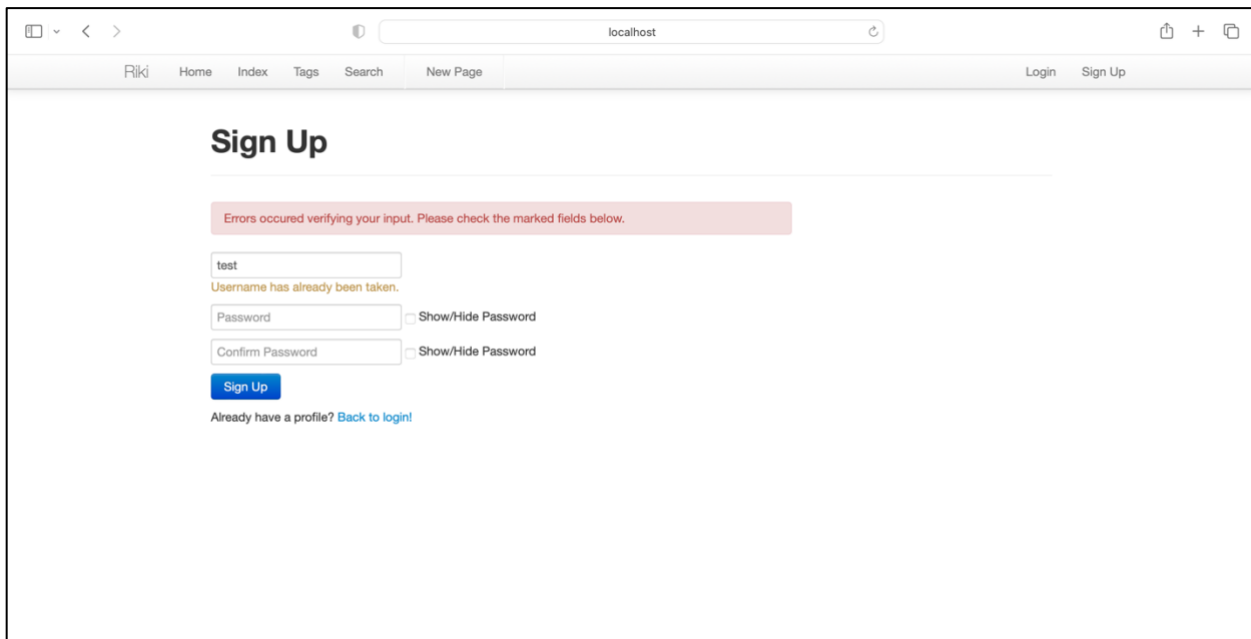 localhost
Riki Home Index Tags Search New Page Login Sign Up
Sign Up
Errors occured verifying your input. Please check the marked fields below.
test
Username has already been taken.
Password Show/Hide Password
Confirm Password Show/Hide Password
Sign Up
Already have a profile? Back to login!